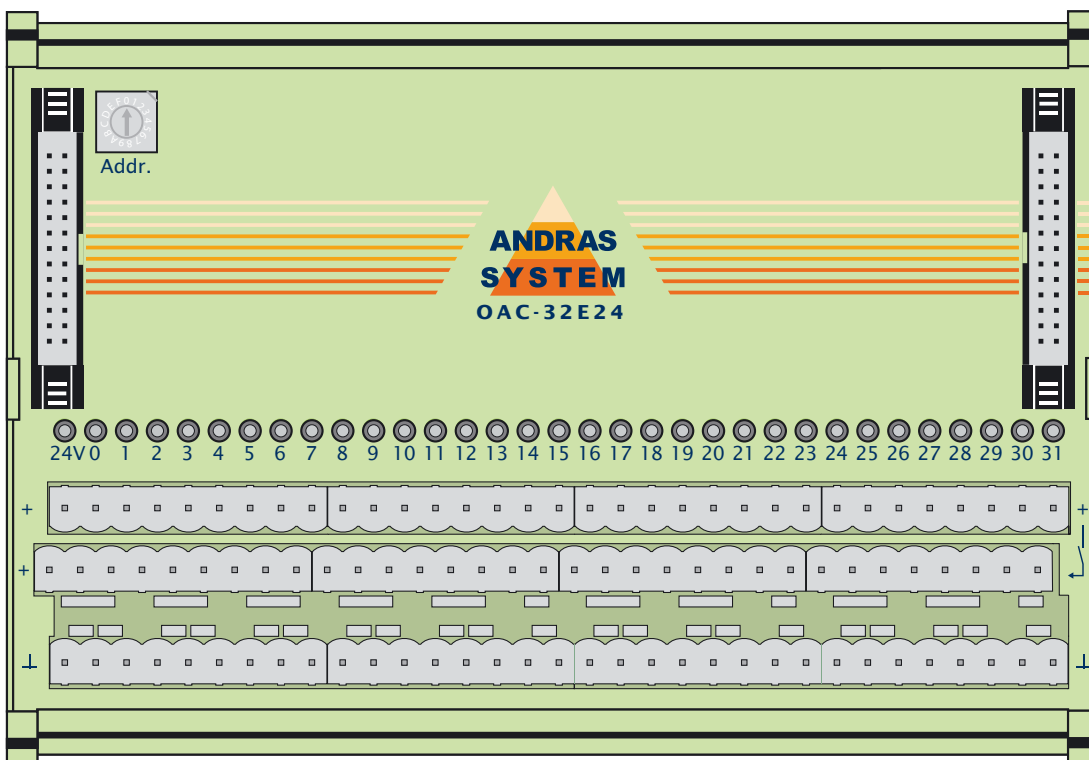 F0123456789ABCDE
Addr.
ANDRAS
SYSTEM
OAC-32E24
24V 0 1 2 3 4 5 6 7 8 9 10 11 12 13 14 15 16 17 18 19 20 21 22 23 24 25 26 27 28 29 30 31
+ +
+